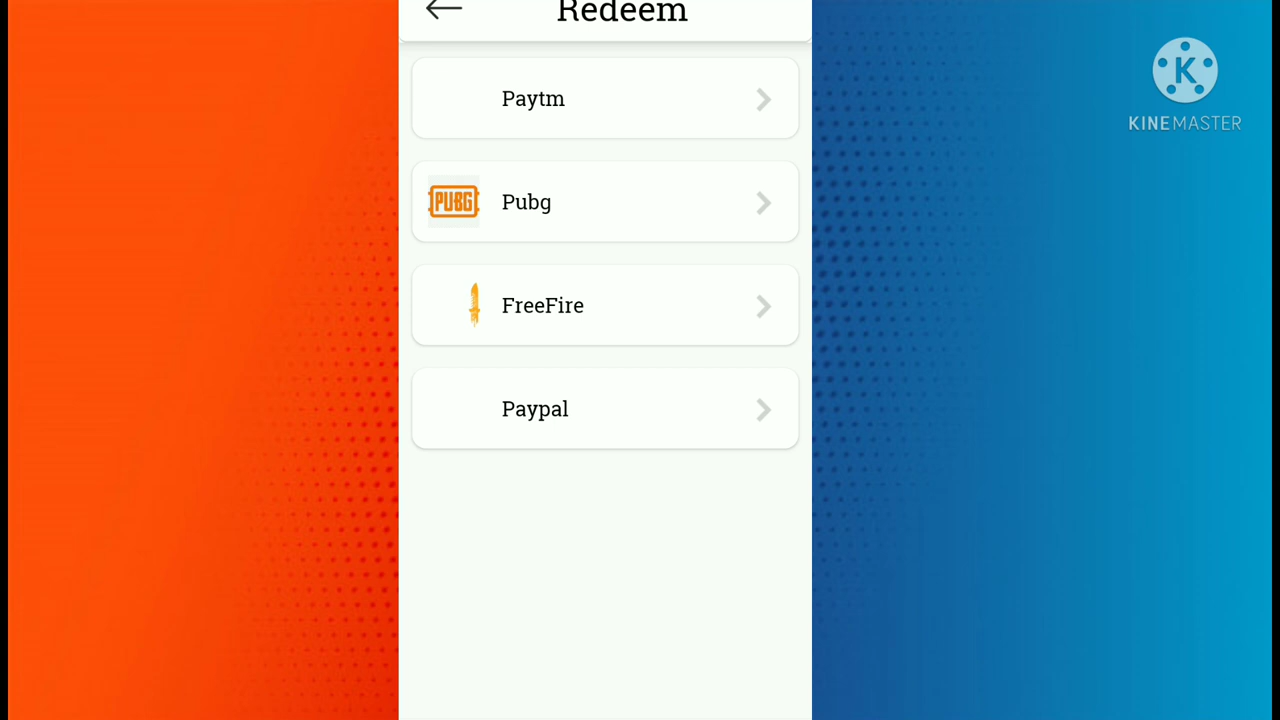 Redeem
K
KINEMASTER
Paytm
PUBG
Pubg
FreeFire
Paypal